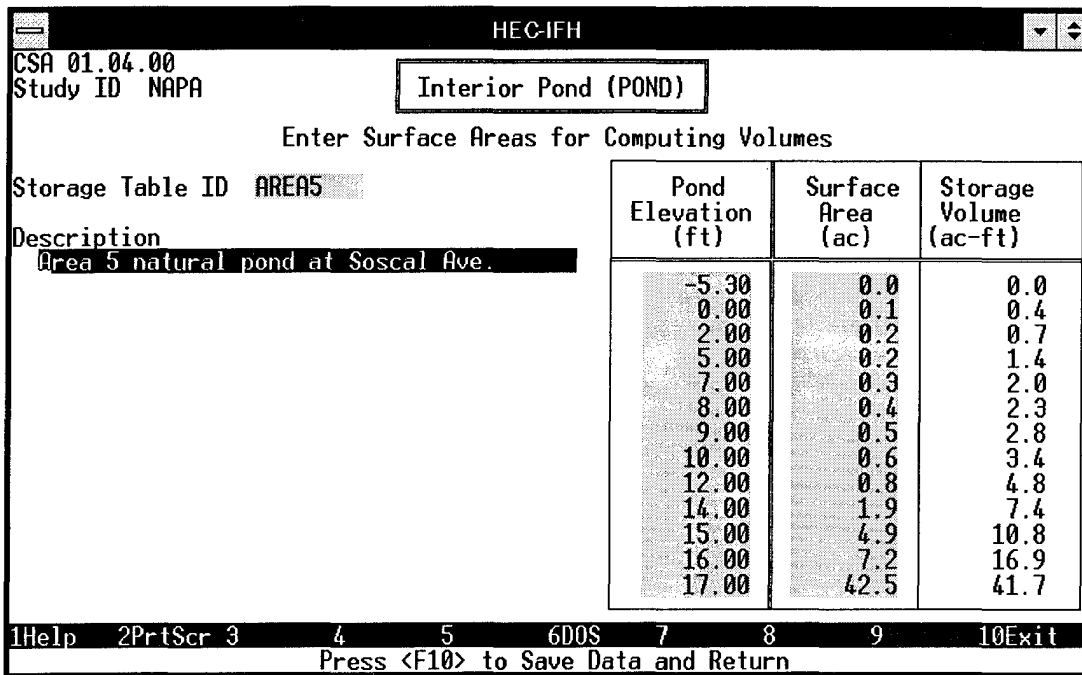 HEC-IFH
CSA 01.04.00
Study ID NAPA
Interior Pond (POND)
Enter Surface Areas for Computing Volumes
Storage Table ID AREA5
Description
Area 5 natural pond at Soscal Ave.
Pond Elevation (ft) Surface Area (ac) Storage Volume (ac-ft)
-5.30 0.0 0.0
0.00 0.1 0.4
2.00 0.2 0.7
5.00 0.2 1.4
7.00 0.3 2.0
8.00 0.4 2.3
9.00 0.5 2.8
10.00 0.6 3.4
12.00 0.8 4.8
14.00 1.9 7.4
15.00 4.9 10.8
16.00 7.2 16.9
17.00 42.5 41.7
1Help 2PrtScr 3 4 5 6DOS 7 8 9 10Exit
Press <F10> to Save Data and Return